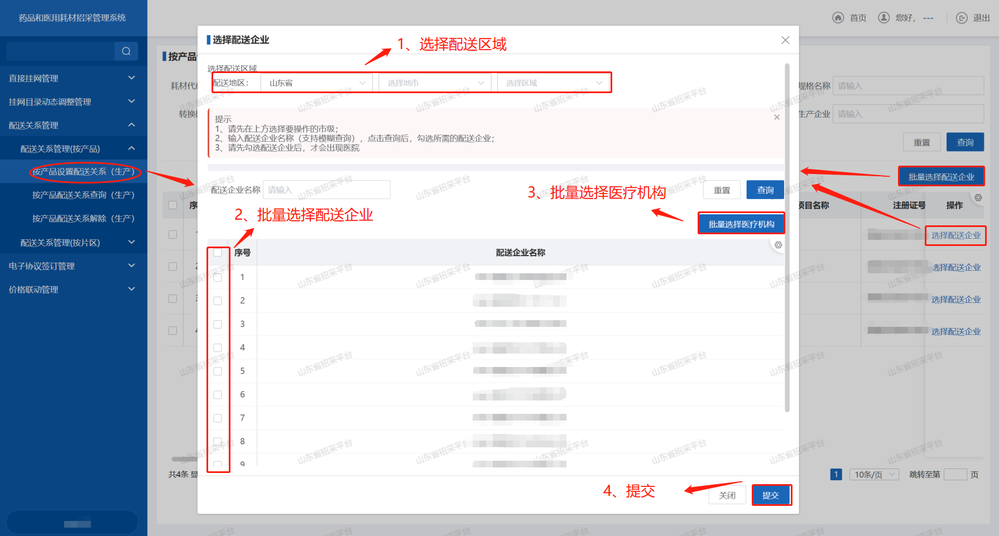 药品和医用耗材招采管理系统
首页
您好，
---
退出
直接挂网管理
挂网目录动态调整管理
配送关系管理
配送关系管理(按产品)
按产品设置配送关系（生产）
按产品配送关系查询（生产）
按产品配送关系解除（生产）
配送关系管理(按片区)
电子协议签订管理
价格联动管理
按产品
耗材代
转换
规格名称 请输入
生产企业 请输入
重置
查询
批量选择配送企业
序
项目名称
注册证号
操作
选择配送企业
选择配送企业
选择配送企业
选择配送企业
共4条 显
1
10条/页
跳转至第
页
选择配送企业
1、选择配送区域
选择配送区域
配送地区：
山东省
选择地市
选择区域
提示
1、请先在上方选择要操作的市级；
2、输入配送企业名称（支持模糊查询），点击查询后，勾选所需的配送企业；
3、请先勾选配送企业后，才会出现医院
配送企业名称 请输入
重置
查询
3、批量选择医疗机构
2、批量选择配送企业
批量选择医疗机构
序号
配送企业名称
1
2
3
4
5
6
7
8
9
4、提交
关闭
提交
山东省招采平台